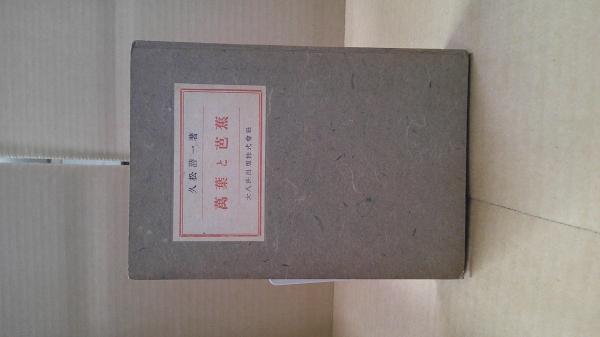 久松潜一著
萬葉と芭蕉
大八洲出版株式會社